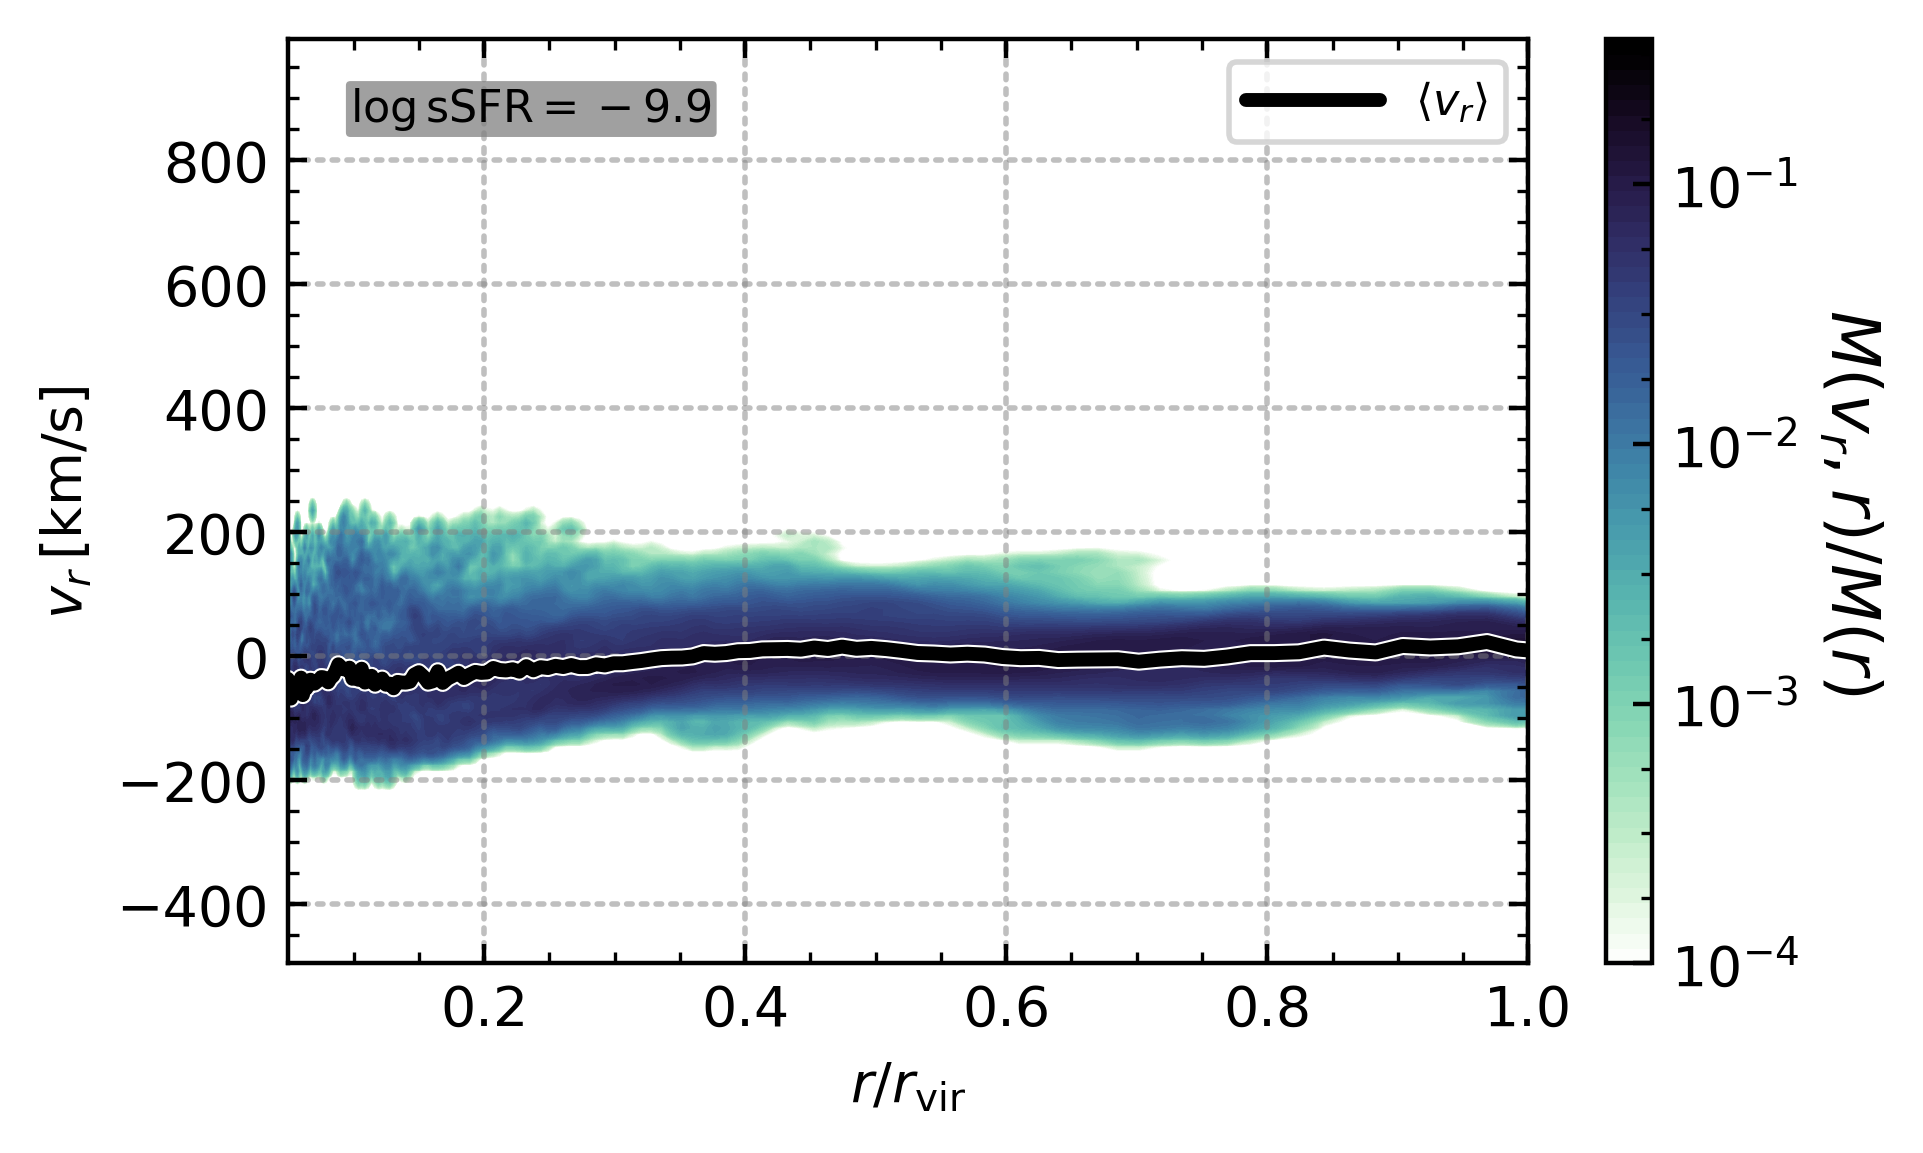 log sSFR = −9.9
⟨v_r⟩
800
600
400
200
0
−200
−400
v_r [km/s]
0.2 0.4 0.6 0.8 1.0
r/r_vir
10⁻¹
10⁻²
10⁻³
10⁻⁴
M(v_r, r)/M(r)